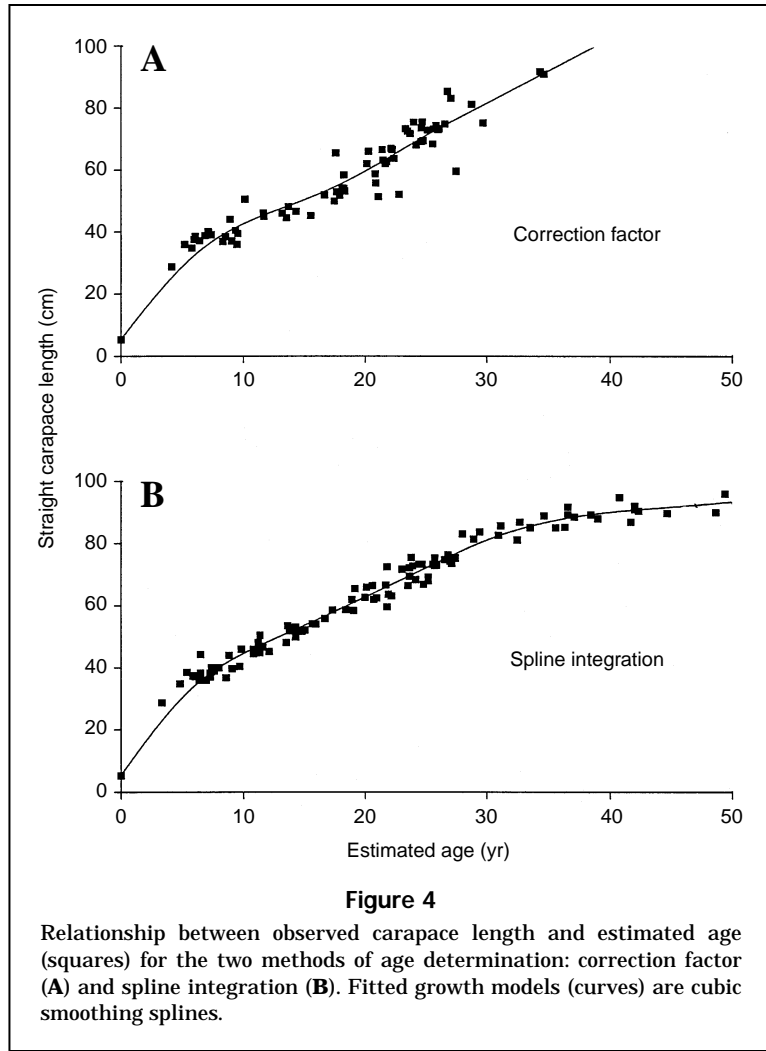 A
100
80
60
40
20
0
Correction factor
0 10 20 30 40 50
Straight carapace length (cm)
B
100
80
60
40
20
0
Spline integration
0 10 20 30 40 50
Estimated age (yr)
Figure 4
Relationship between observed carapace length and estimated age
(squares) for the two methods of age determination: correction factor
(A) and spline integration (B). Fitted growth models (curves) are cubic
smoothing splines.